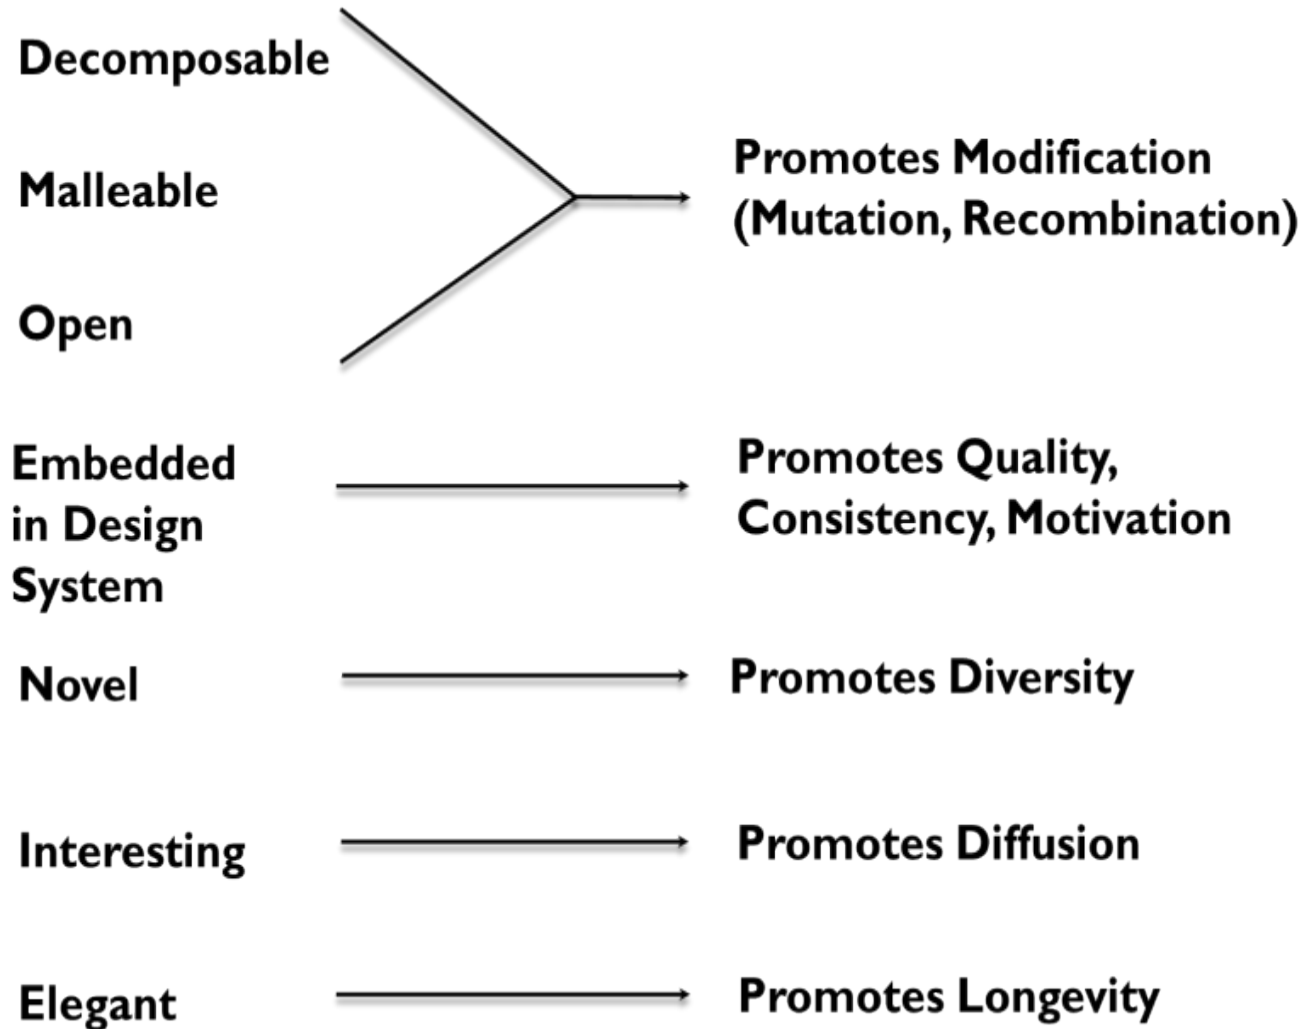 Decomposable
Malleable
Open
Promotes Modification
(Mutation, Recombination)
Embedded
in Design
System
Promotes Quality,
Consistency, Motivation
Novel
Promotes Diversity
Interesting
Promotes Diffusion
Elegant
Promotes Longevity